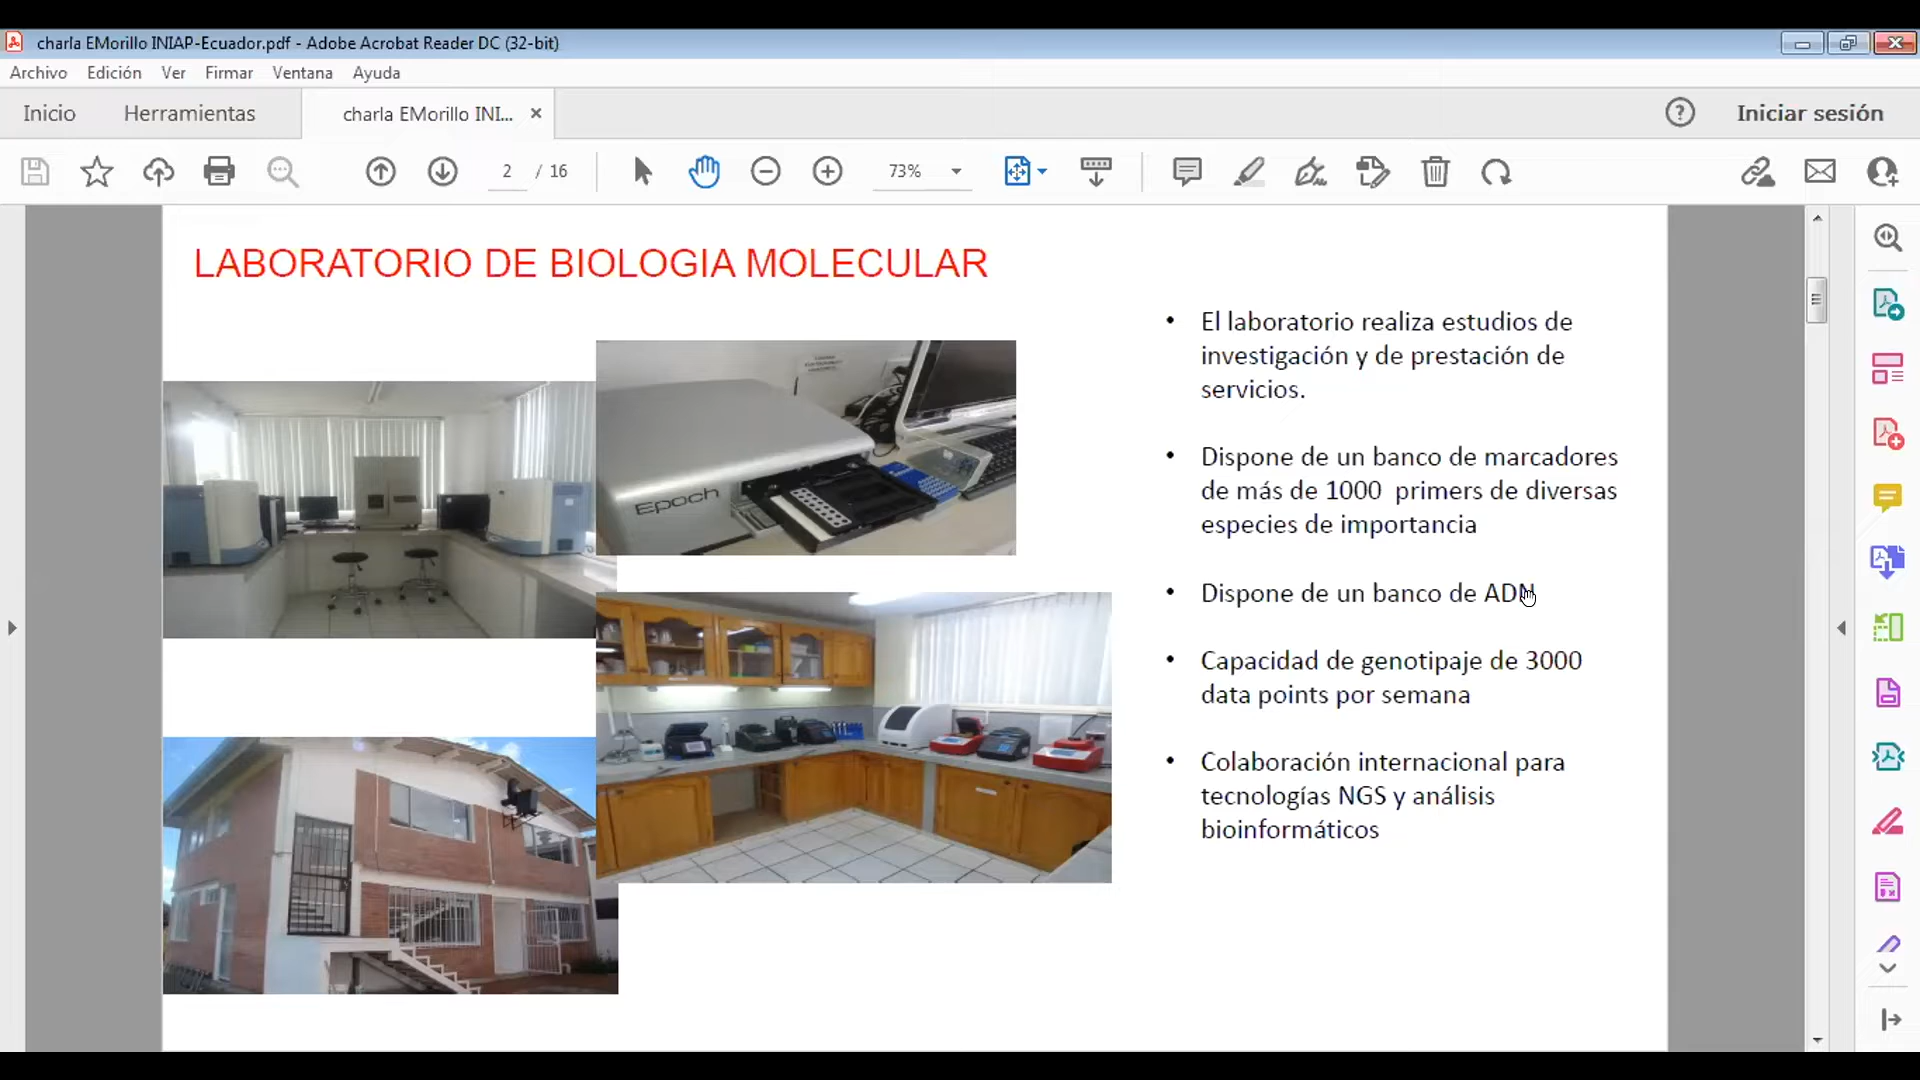 charla EMorillo INIAP-Ecuador.pdf - Adobe Acrobat Reader DC (32-bit)
Archivo Edición Ver Firmar Ventana Ayuda
Inicio Herramientas charla EMorillo INI... Iniciar sesión
2 / 16 73%
LABORATORIO DE BIOLOGIA MOLECULAR
Epoch
• El laboratorio realiza estudios de
investigación y de prestación de
servicios.
• Dispone de un banco de marcadores
de más de 1000 primers de diversas
especies de importancia
• Dispone de un banco de ADN
• Capacidad de genotipaje de 3000
data points por semana
• Colaboración internacional para
tecnologías NGS y análisis
bioinformáticos